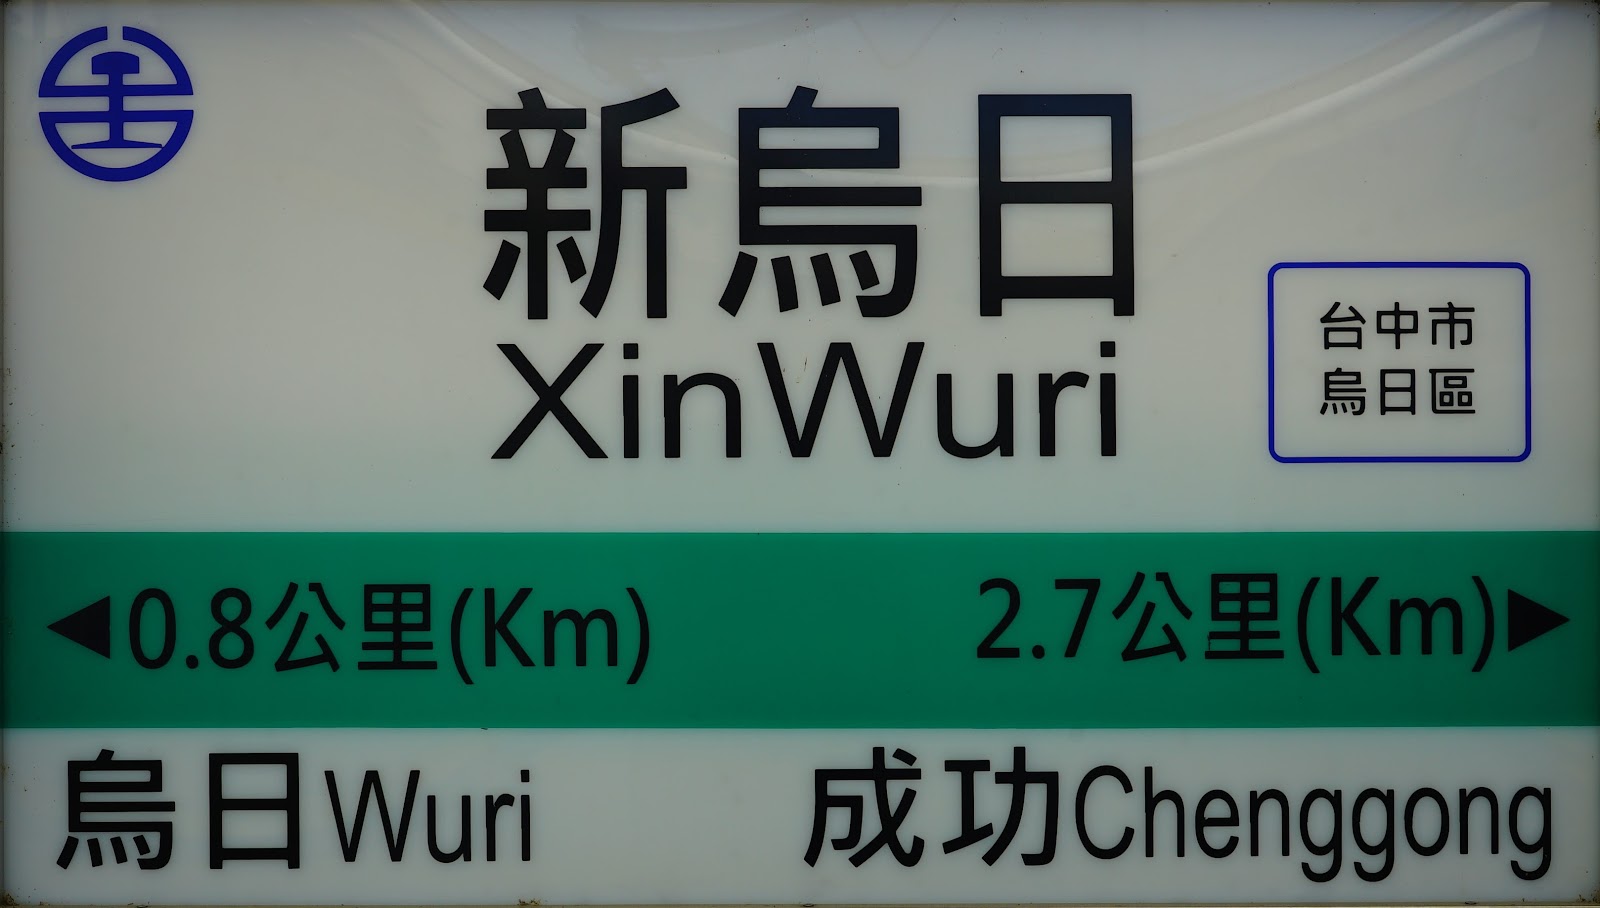 新烏日
XinWuri
台中市
烏日區
◀0.8公里(Km)
2.7公里(Km)▶
烏日Wuri
成功Chenggong